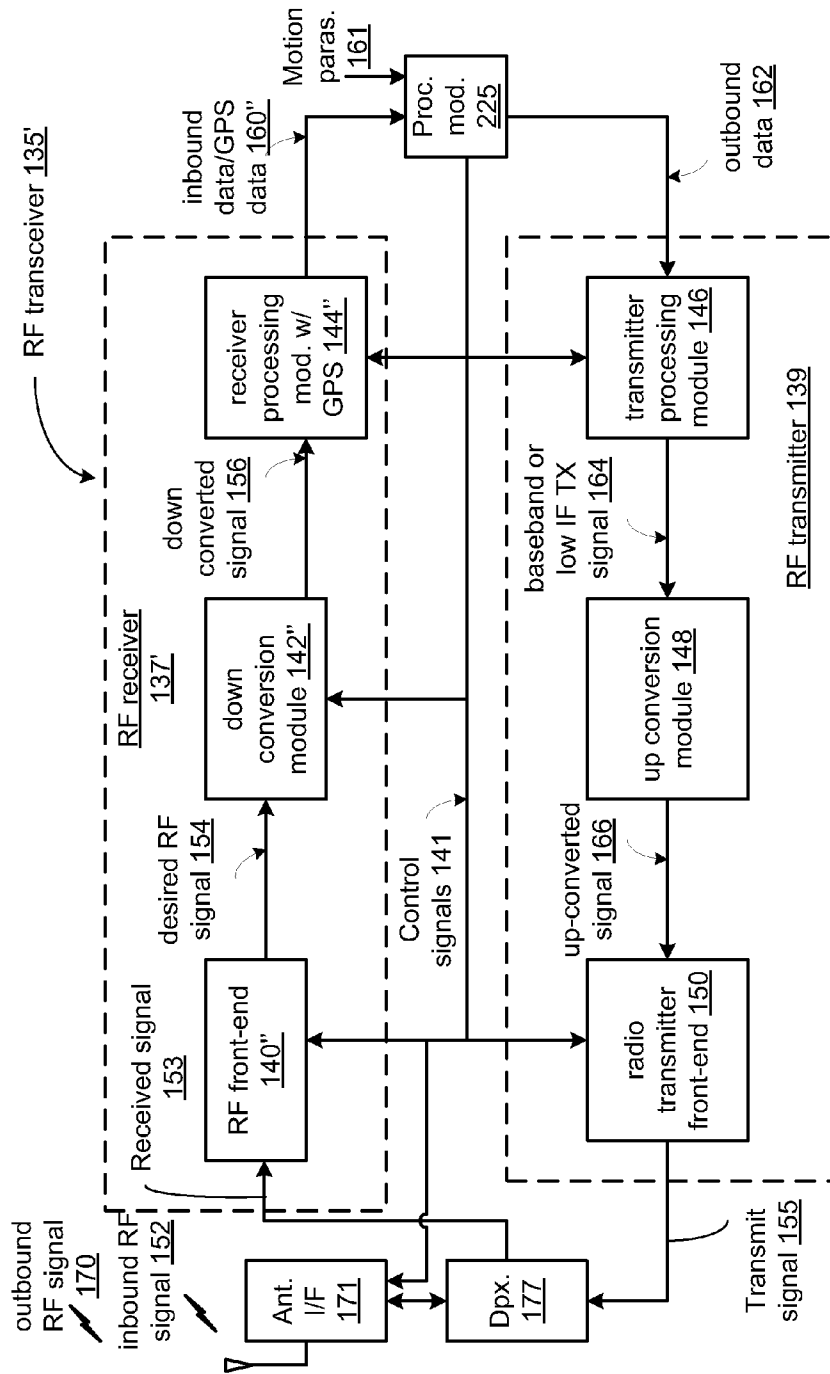 RF transceiver 135'
outbound
RF signal
170
inbound RF
signal 152
Ant.
I/F
171
Dpx.
177
Received signal
153
RF front-end
140"
desired RF
signal 154
RF receiver
137'
down
conversion
module 142"
down
converted
signal 156
receiver
processing
mod. w/
GPS 144"
inbound
data/GPS
data 160"
Motion
paras.
161
Proc.
mod.
225
Control
signals 141
Transmit
signal 155
radio
transmitter
front-end 150
up-converted
signal 166
up conversion
module 148
baseband or
low IF TX
signal 164
transmitter
processing
module 146
outbound
data 162
RF transmitter 139